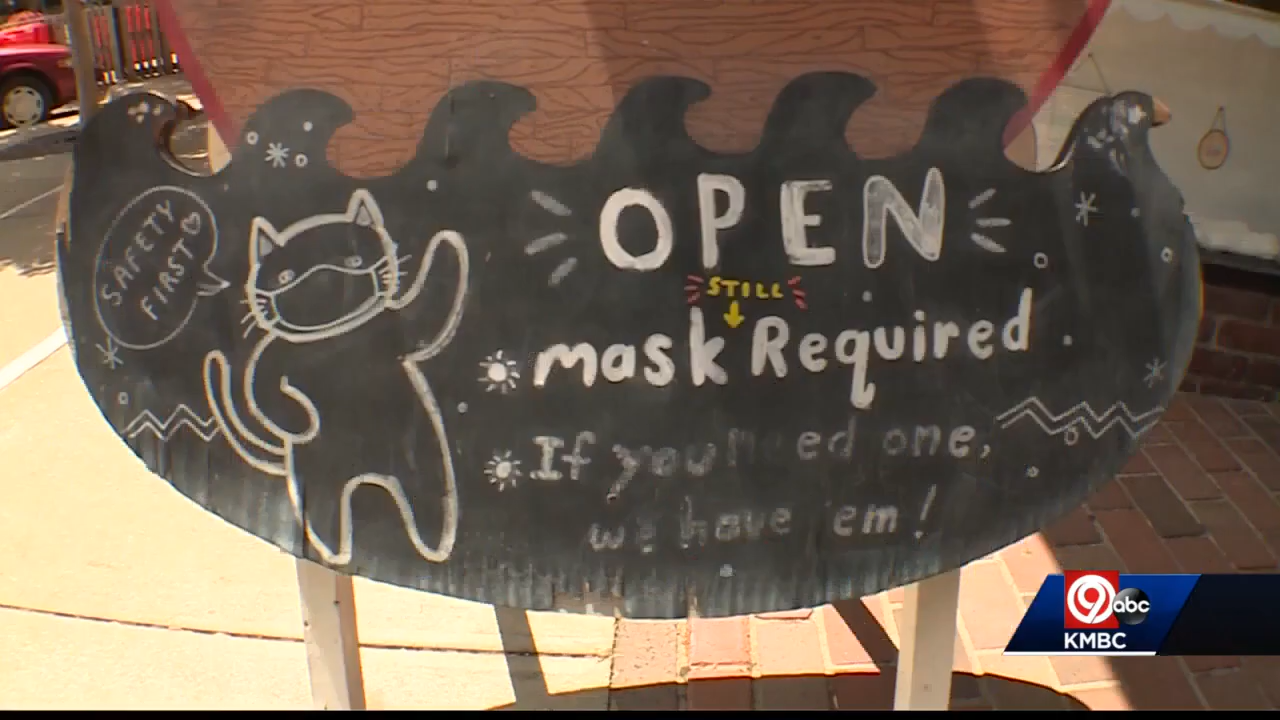 SAFETY
FIRST
OPEN
STILL
mask Required
If you need one,
we have 'em!
9 abc
KMBC